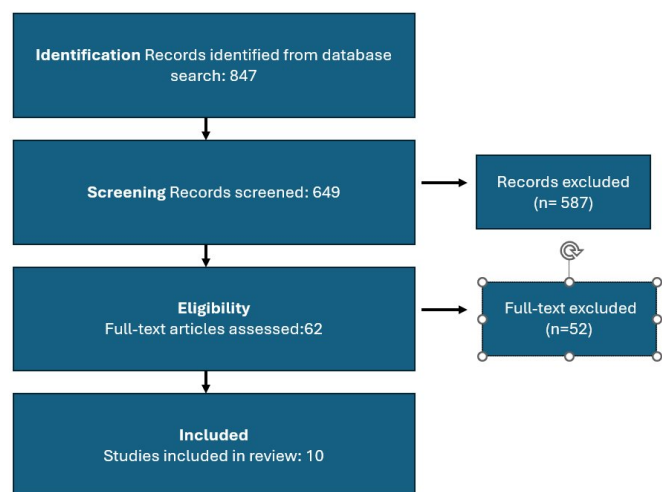 Identification Records identified from database
search: 847
Screening Records screened: 649
Records excluded
(n= 587)
Eligibility
Full-text articles assessed:62
Full-text excluded
(n=52)
Included
Studies included in review: 10